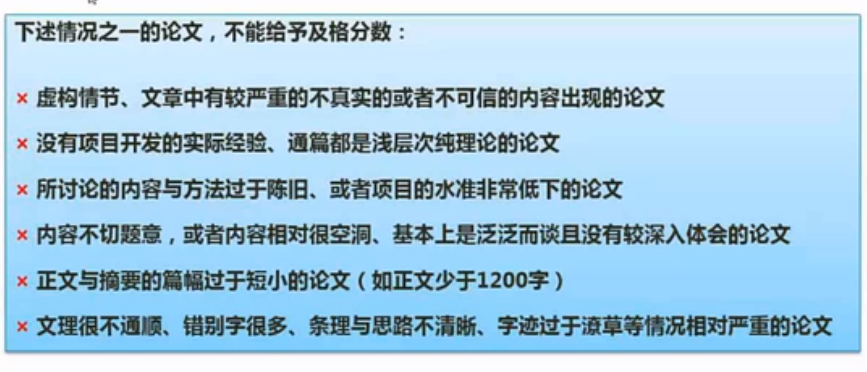 下述情况之一的论文，不能给予及格分数：
× 虚构情节、文章中有较严重的不真实的或者不可信的内容出现的论文
× 没有项目开发的实际经验、通篇都是浅层次纯理论的论文
× 所讨论的内容与方法过于陈旧、或者项目的水准非常低下的论文
× 内容不切题意，或者内容相对很空洞、基本上是泛泛而谈且没有较深入体会的论文
× 正文与摘要的篇幅过于短小的论文（如正文少于1200字）
× 文理很不通顺、错别字很多、条理与思路不清晰、字迹过于潦草等情况相对严重的论文